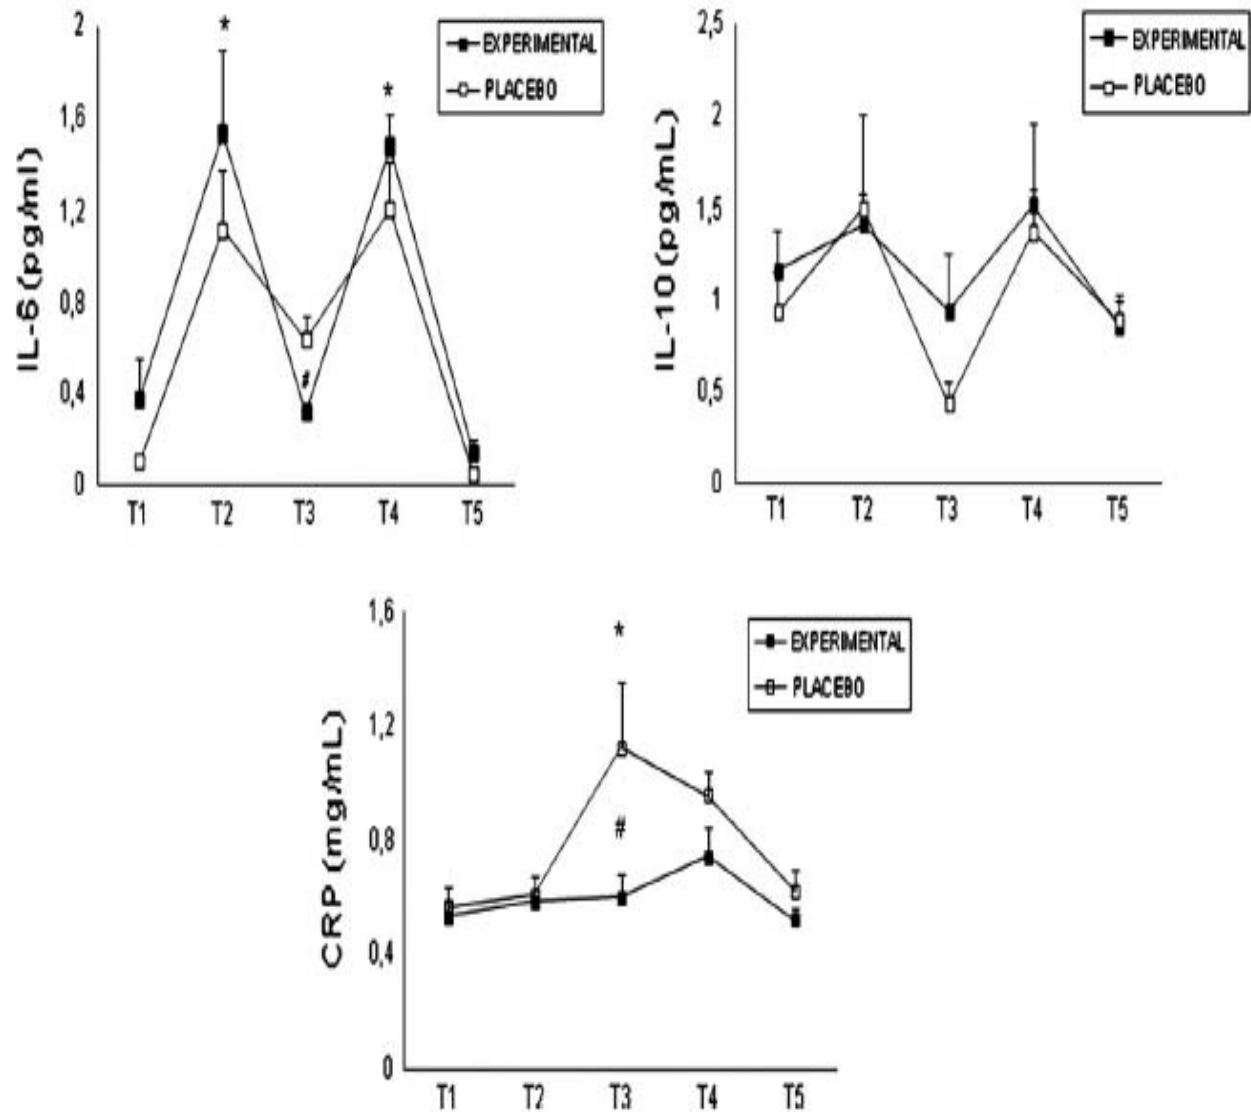 IL-6 (pg/ml)
2
1,6
1,2
0,8
0,4
0
*
*
#
EXPERIMENTAL
PLACEBO
T1 T2 T3 T4 T5
IL-10 (pg/mL)
2,5
2
1,5
1
0,5
0
EXPERIMENTAL
PLACEBO
T1 T2 T3 T4 T5
CRP (mg/mL)
1,6
1,2
0,8
0,4
0
*
#
EXPERIMENTAL
PLACEBO
T1 T2 T3 T4 T5